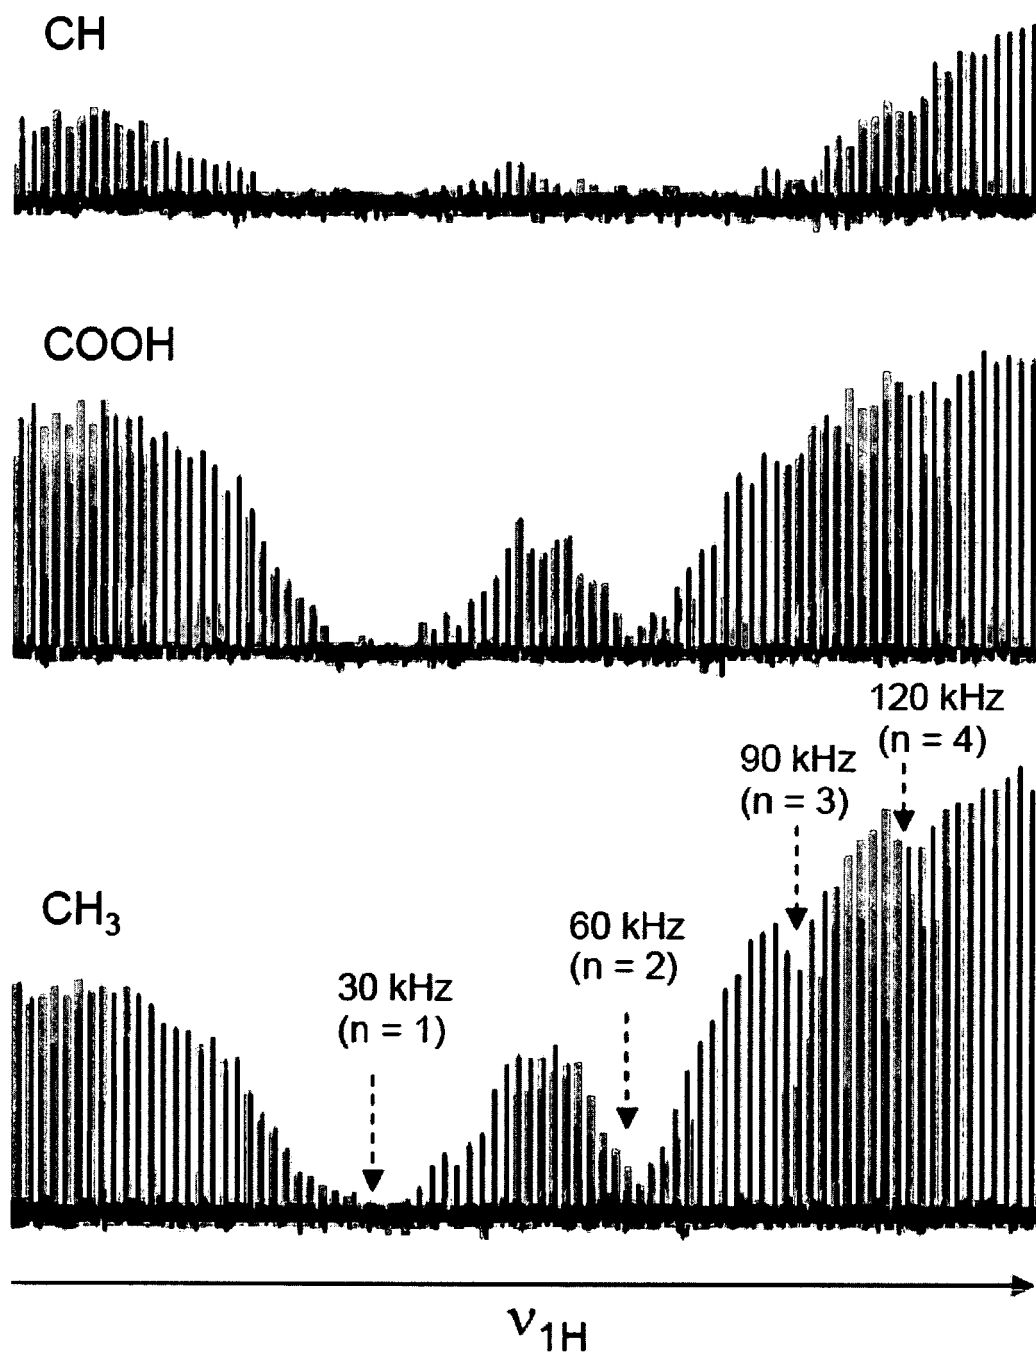 CH
COOH
120 kHz
(n = 4)
90 kHz
(n = 3)
CH₃
60 kHz
(n = 2)
30 kHz
(n = 1)
ν₁H